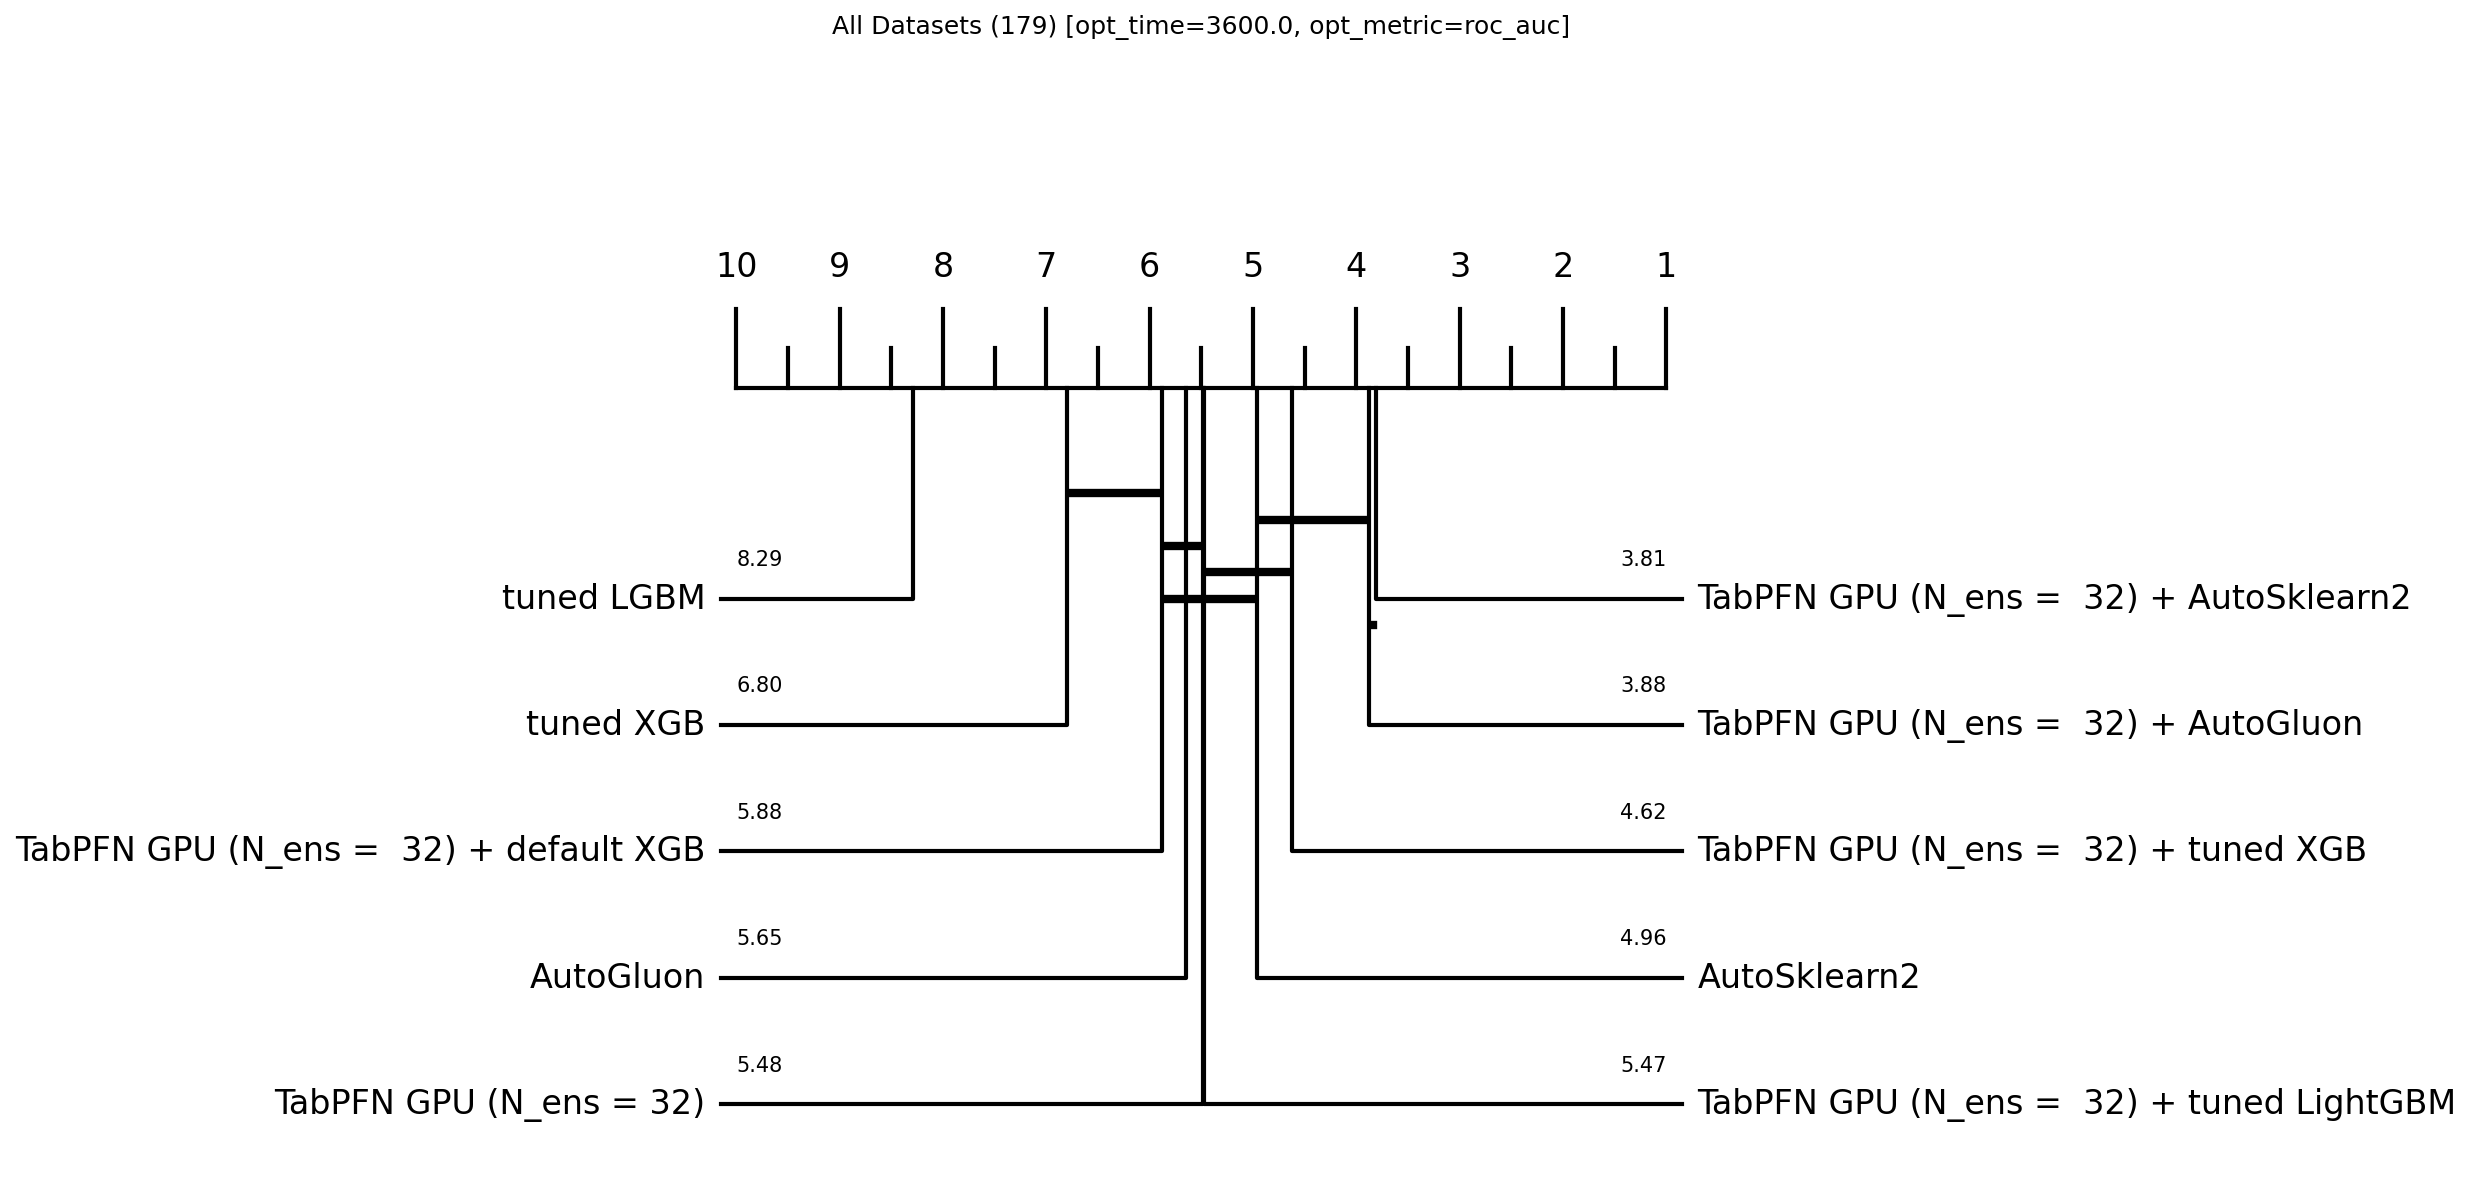 All Datasets (179) [opt_time=3600.0, opt_metric=roc_auc]
10 9 8 7 6 5 4 3 2 1
8.29
tuned LGBM
6.80
tuned XGB
5.88
TabPFN GPU (N_ens =  32) + default XGB
5.65
AutoGluon
5.48
TabPFN GPU (N_ens = 32)
3.81
TabPFN GPU (N_ens =  32) + AutoSklearn2
3.88
TabPFN GPU (N_ens =  32) + AutoGluon
4.62
TabPFN GPU (N_ens =  32) + tuned XGB
4.96
AutoSklearn2
5.47
TabPFN GPU (N_ens =  32) + tuned LightGBM